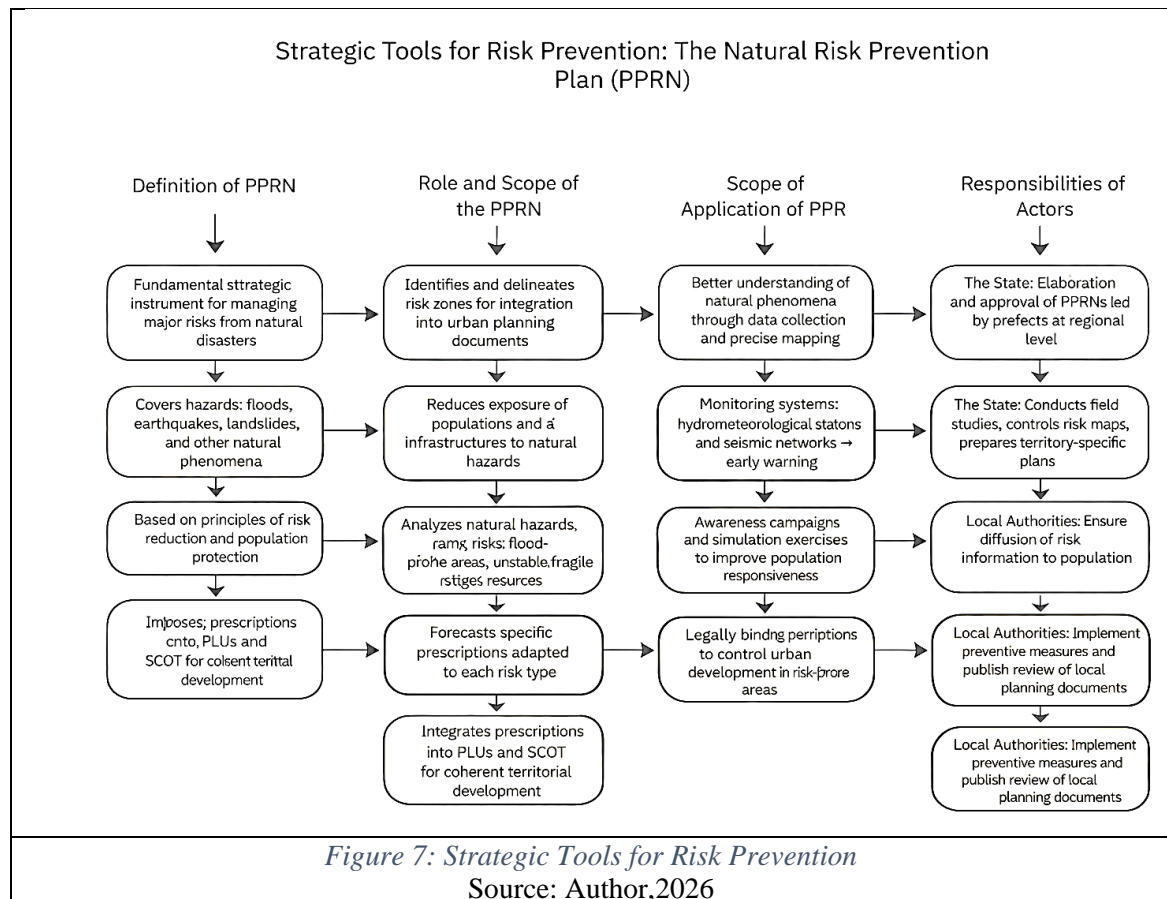 Strategic Tools for Risk Prevention: The Natural Risk Prevention
Plan (PPRN)
Definition of PPRN
Fundamental sttrategic
instrument for managing
major risks from natural
disasters
Covers hazards: floods,
earthquakes, landslides,
and other natural
phenomena
Based on principles of risk
reduction and population
protection
prescriptions
PLUs and
SCOT for
development
Role and Scope of
the PPRN
Identifies and delineates
risk zones for integration
into urban planning
documents
Reduces exposure of
populations and
infrastructures to natural
hazards
Analyzes natural hazards,
risks: flood-
areas, unstable, fragile
Forecasts specific
prescriptions adapted
to each risk type
Integrates prescriptions
into PLUs and SCOT
for coherent territorial
development
Scope of
Application of PPR
Better understanding of
natural phenomena
through data collection
and precise mapping
Monitoring systems:
hydrometeorological statons
and seismic networks →
early warning
Awareness campaigns
and simulation exercises
to improve population
responsiveness
Legally
to control urban
development in
areas
Responsibilities of
Actors
The State: Elaboration
and approval of PPRNs led
by prefects at regional
level
The State: Conducts field
studies, controls risk maps,
prepares territory-specific
plans
Local Authorities: Ensure
diffusion of risk
information to population
Local Authorities: Implement
preventive measures and
publish review of local
planning documents
Local Authorities: Implement
preventive measures and
publish review of local
planning documents
Figure 7: Strategic Tools for Risk Prevention
Source: Author,2026